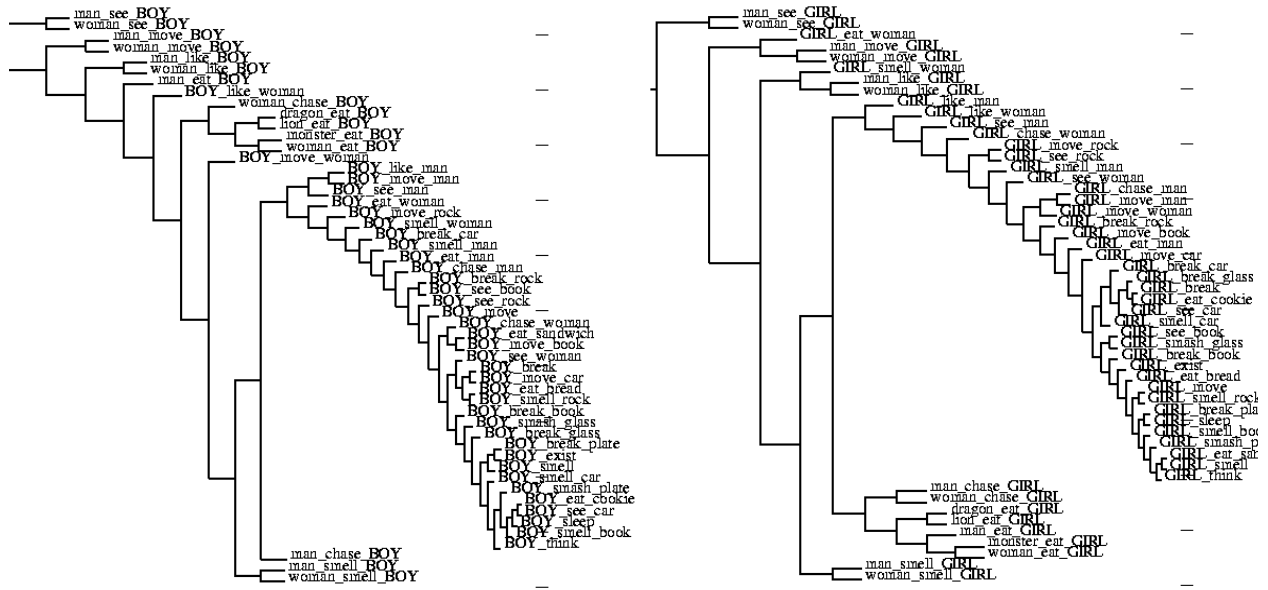 man_see_BOY
woman_see_BOY
man_move_BOY
woman_move_BOY
man_like_BOY
woman_like_BOY
man_eat_BOY
BOY_like_woman
woman_chase_BOY
dragon_eat_BOY
lion_eat_BOY
monster_eat_BOY
woman_eat_BOY
BOY_move_woman
BOY_like_man
BOY_move_man
BOY_see_man
BOY_eat_woman
BOY_move_rock
BOY_smell_woman
BOY_break_car
BOY_smell_man
BOY_eat_man
BOY_chase_man
BOY_break_rock
BOY_see_book
BOY_see_rock
BOY_move
BOY_chase_woman
BOY_eat_sandwich
BOY_move_book
BOY_see_woman
BOY_break
BOY_move_car
BOY_eat_bread
BOY_smell_rock
BOY_break_book
BOY_smash_glass
BOY_break_glass
BOY_break_plate
BOY_exist
BOY_smell
BOY_smell_car
BOY_smash_plate
BOY_eat_cookie
BOY_see_car
BOY_sleep
BOY_smell_book
BOY_think
man_chase_BOY
man_smell_BOY
woman_smell_BOY
man_see_GIRL
woman_see_GIRL
GIRL_eat_woman
man_move_GIRL
woman_move_GIRL
GIRL_smell_woman
man_like_GIRL
woman_like_GIRL
GIRL_like_man
GIRL_like_woman
GIRL_see_man
GIRL_chase_woman
GIRL_move_rock
GIRL_see_rock
GIRL_smell_man
GIRL_see_woman
GIRL_chase_man
GIRL_move_man
GIRL_move_woman
GIRL_break_rock
GIRL_move_book
GIRL_eat_man
GIRL_move_car
GIRL_break_car
GIRL_break_glass
GIRL_break
GIRL_eat_cookie
GIRL_see_car
GIRL_smell_car
GIRL_see_book
GIRL_smash_glass
GIRL_break_book
GIRL_exist
GIRL_eat_bread
GIRL_move
GIRL_smell_rock
GIRL_break_pla
GIRL_sleep
GIRL_smell_boo
GIRL_smash_p
GIRL_eat_san
GIRL_smell
GIRL_think
man_chase_GIRL
woman_chase_GIRL
dragon_eat_GIRL
lion_eat_GIRL
man_eat_GIRL
monster_eat_GIRL
woman_eat_GIRL
man_smell_GIRL
woman_smell_GIRL